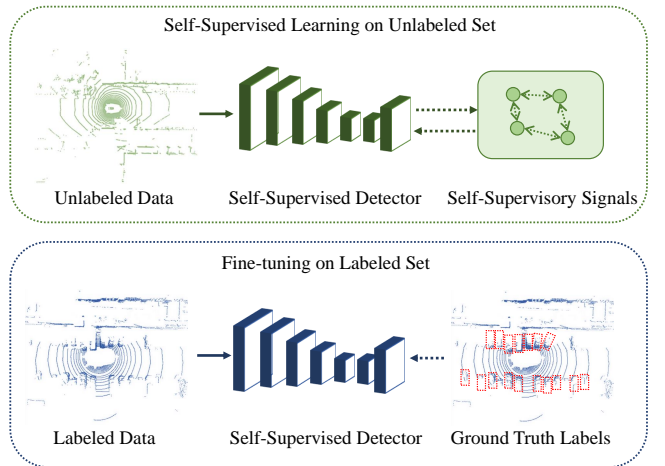 Self-Supervised Learning on Unlabeled Set
Unlabeled Data
Self-Supervised Detector
Self-Supervisory Signals
Fine-tuning on Labeled Set
Labeled Data
Self-Supervised Detector
Ground Truth Labels